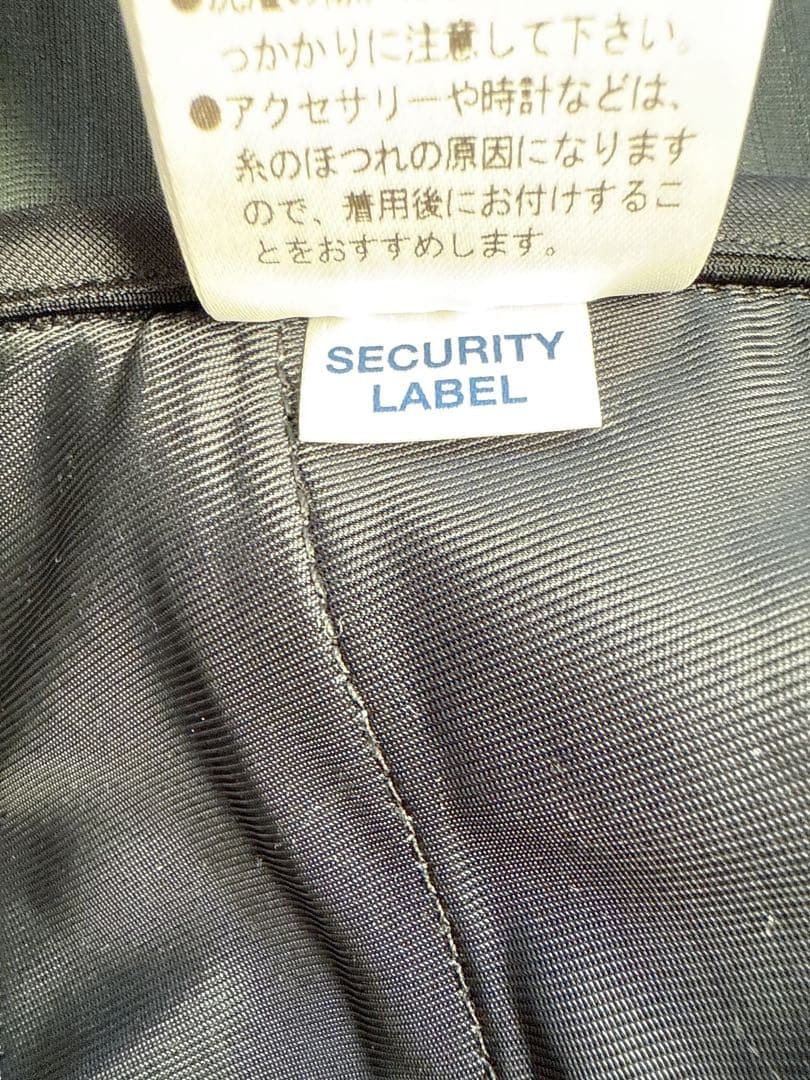 っかかりに注意して下さい。
●アクセサリーや時計などは、
糸のほつれの原因になります
ので、着用後にお付けするこ
とをおすすめします。
SECURITY
LABEL